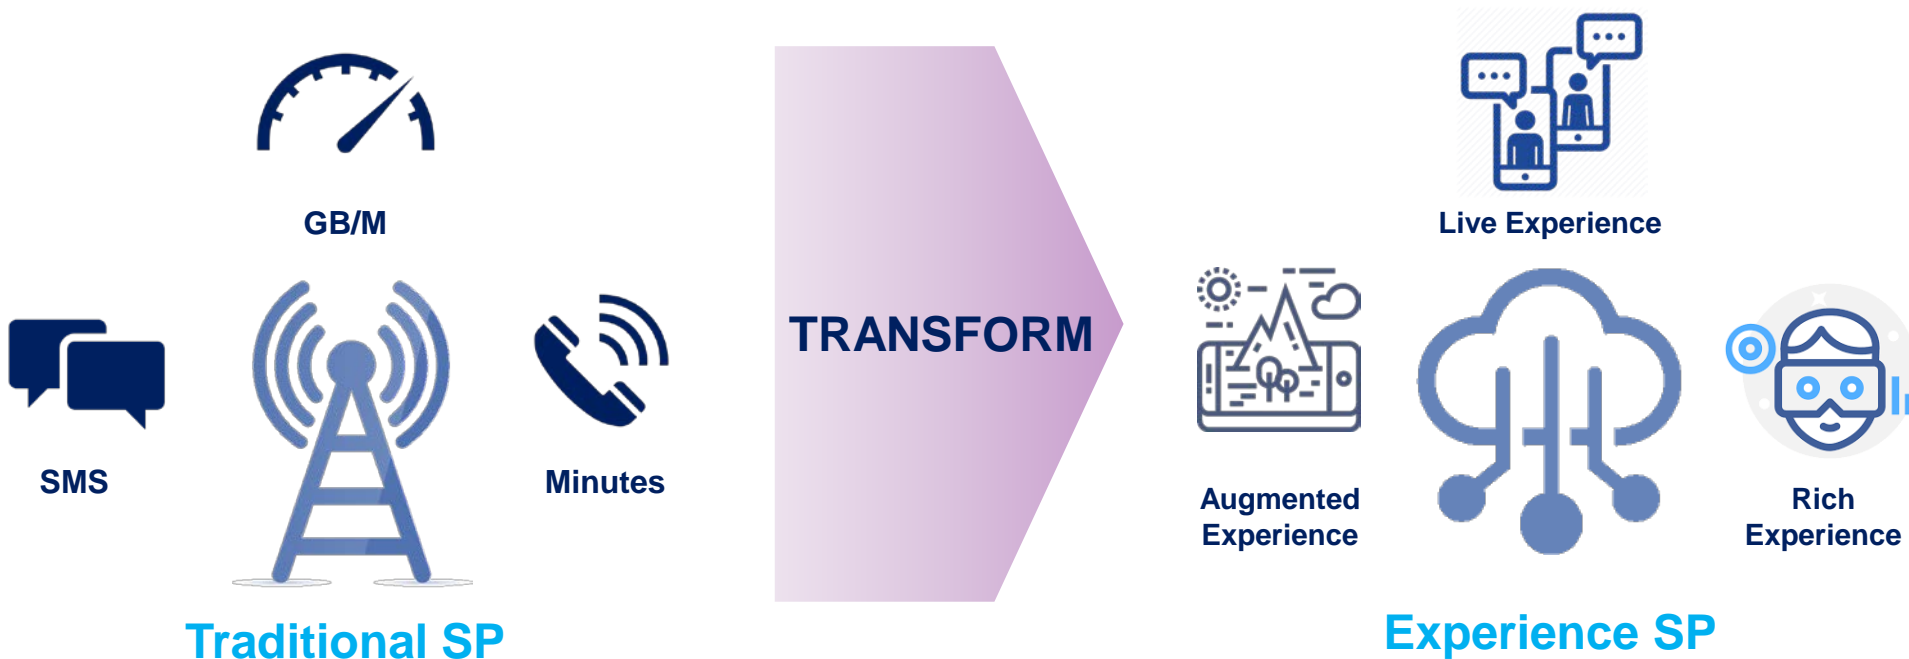 GB/M
SMS
Minutes
Traditional SP
TRANSFORM
Live Experience
Augmented
Experience
Rich
Experience
Experience SP